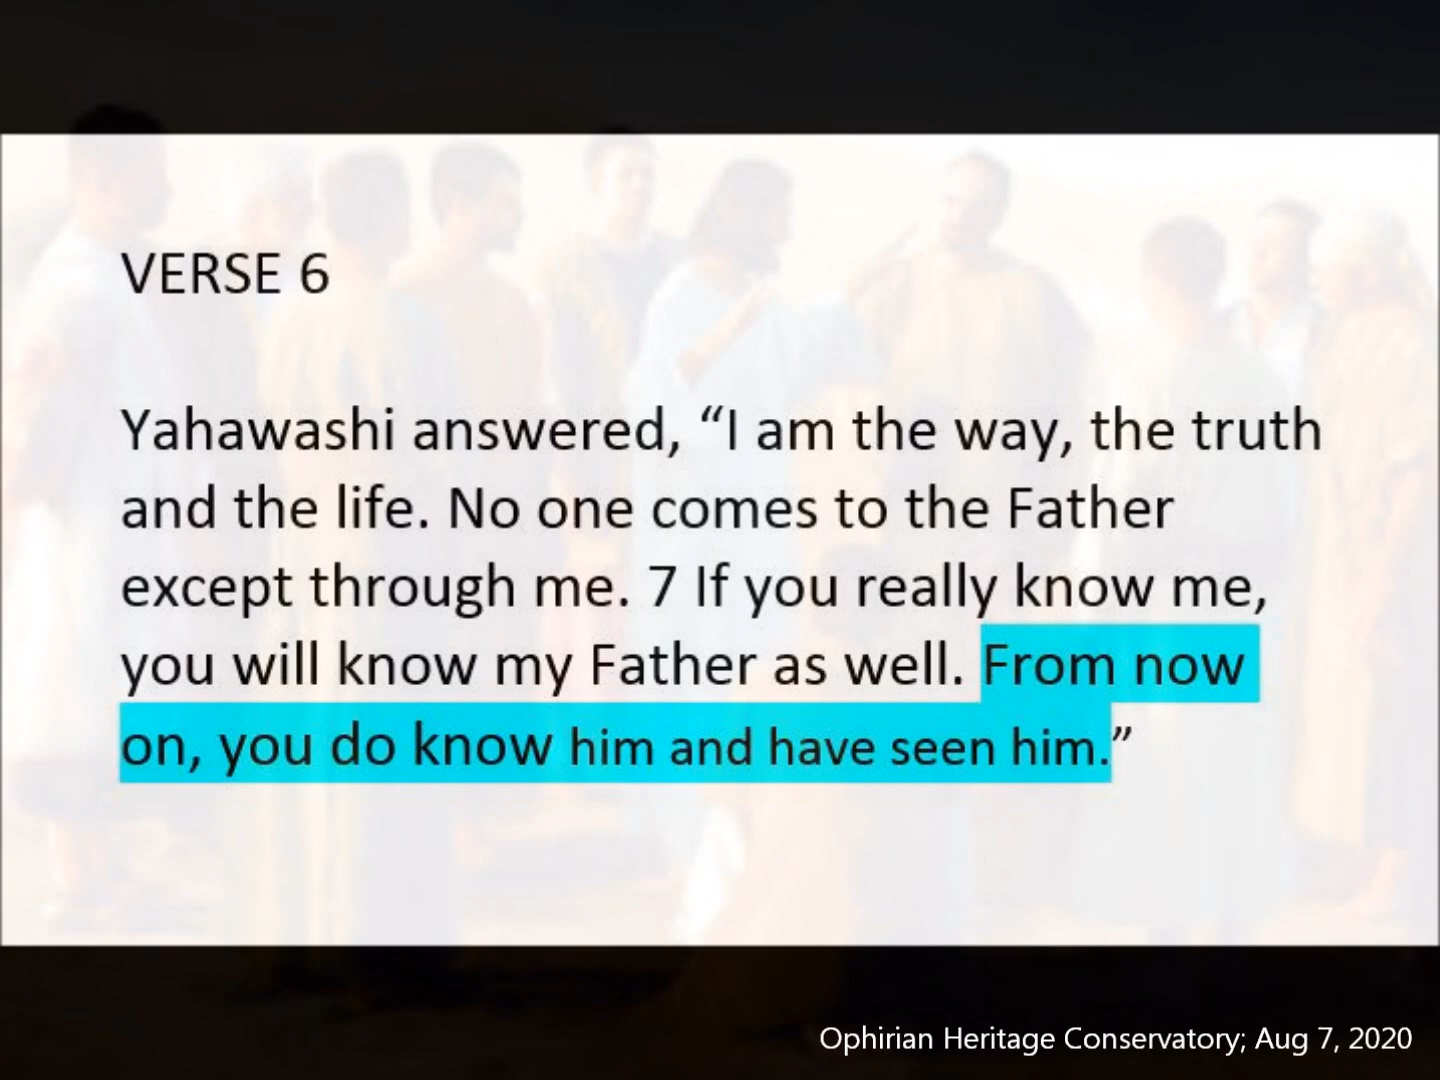 VERSE 6
Yahawashi answered, “I am the way, the truth
and the life. No one comes to the Father
except through me. 7 If you really know me,
you will know my Father as well. From now
on, you do know him and have seen him.”
Ophirian Heritage Conservatory; Aug 7, 2020